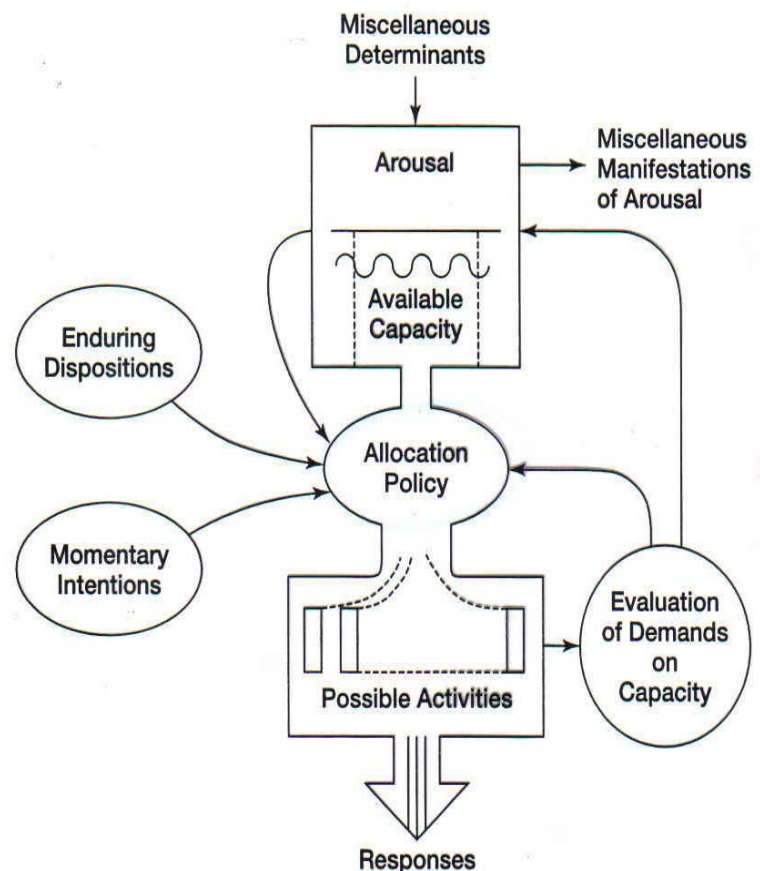 Miscellaneous
Determinants
Arousal
Miscellaneous
Manifestations
of Arousal
Available
Capacity
Enduring
Dispositions
Allocation
Policy
Momentary
Intentions
Evaluation
of Demands
on
Capacity
Possible Activities
Responses